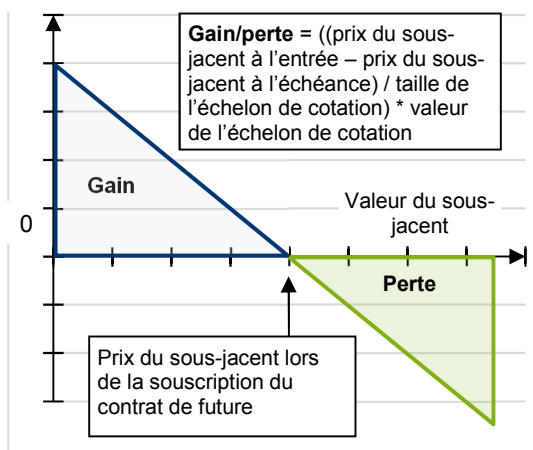 Gain/perte = ((prix du sous-
jacent à l'entrée – prix du sous-
jacent à l'échéance) / taille de
l'échelon de cotation) * valeur
de l'échelon de cotation
Gain
Valeur du sous-
jacent
0
Perte
Prix du sous-jacent lors
de la souscription du
contrat de future